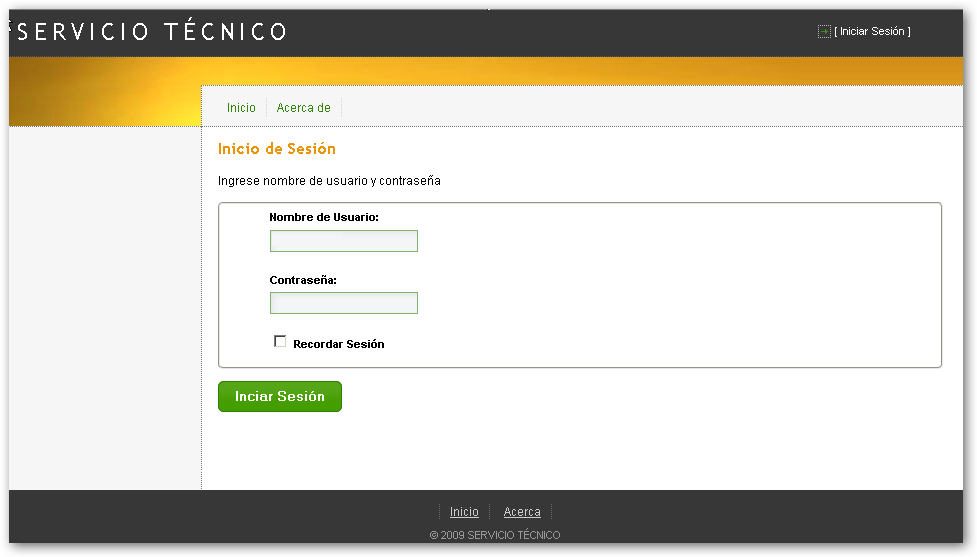 SERVICIO TÉCNICO
[ Iniciar Sesión ]
Inicio Acerca de
Inicio de Sesión
Ingrese nombre de usuario y contraseña
Nombre de Usuario:
Contraseña:
Recordar Sesión
Inciar Sesión
Inicio Acerca
© 2009 SERVICIO TÉCNICO